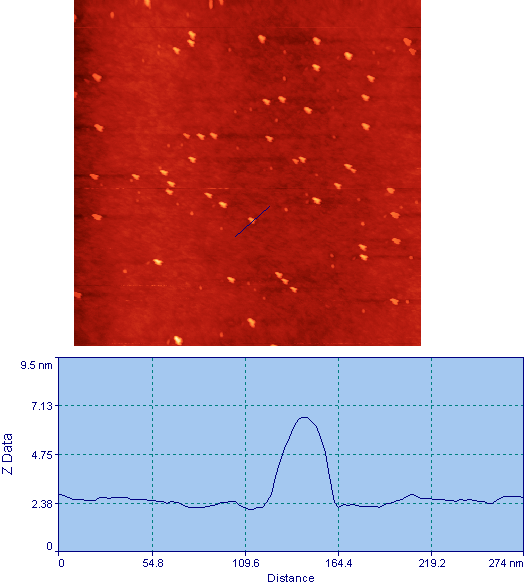 9.5 nm
7.13
Z Data
4.75
2.38
0
0 54.8 109.6 164.4 219.2 274 nm
Distance